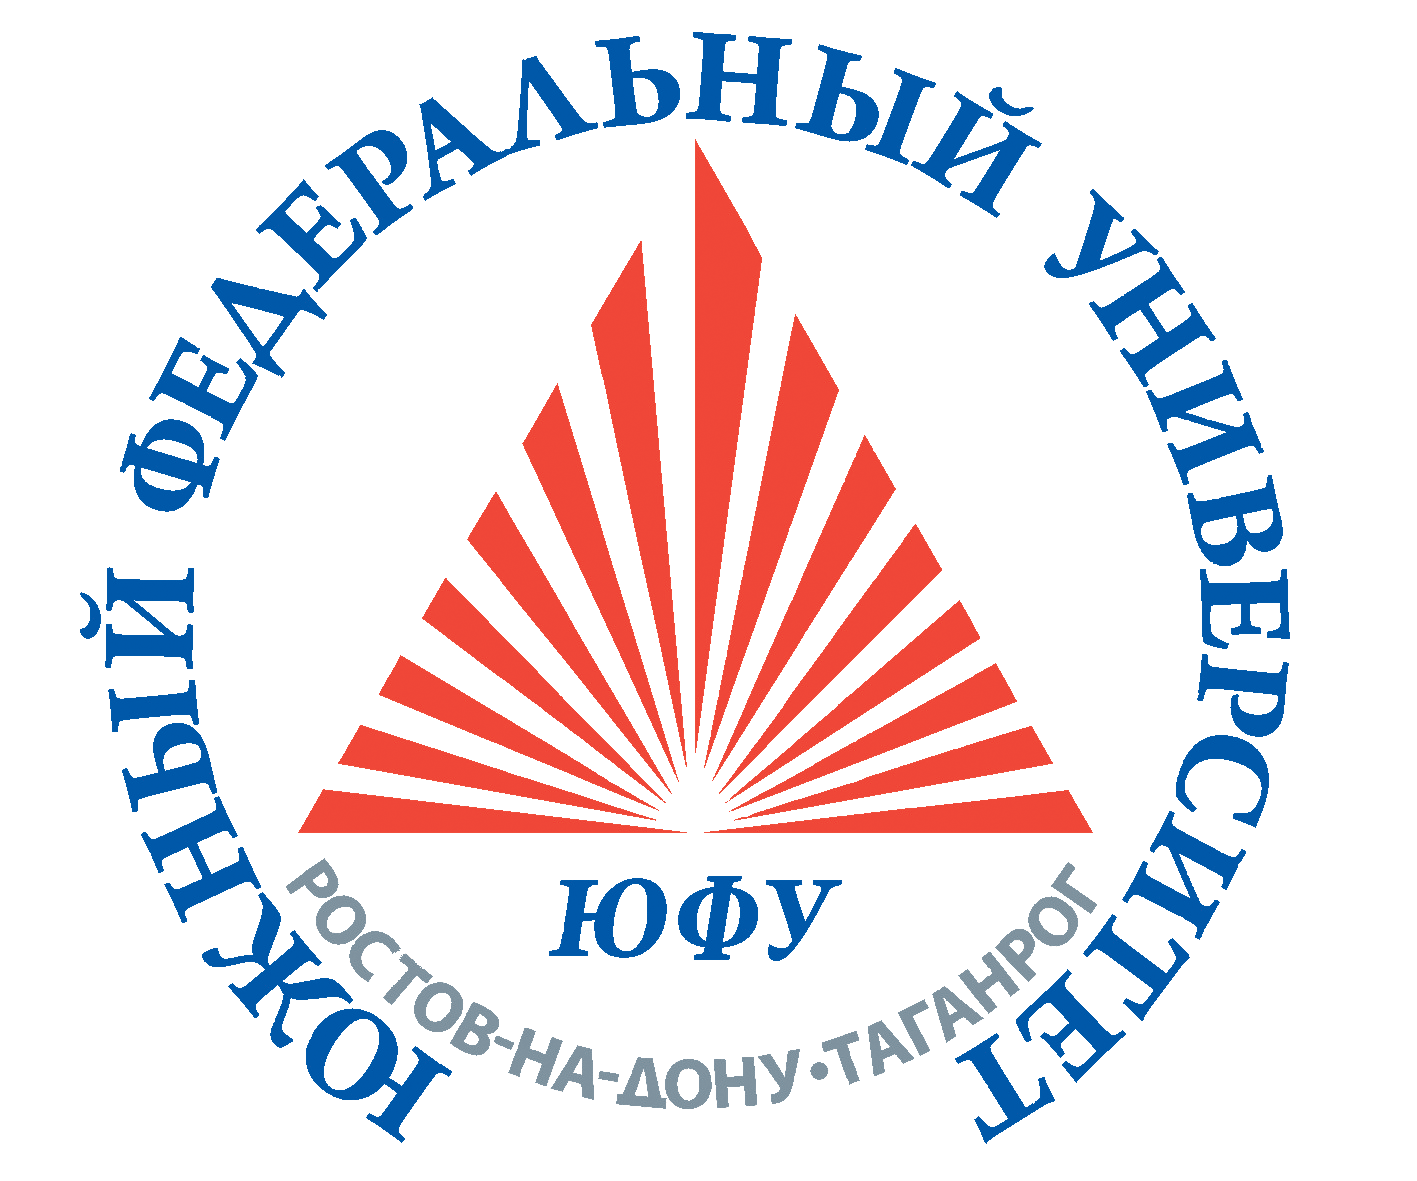 ЮЖНЫЙ ФЕДЕРАЛЬНЫЙ УНИВЕРСИТЕТ
ЮФУ
РОСТОВ-НА-ДОНУ·ТАГАНРОГ